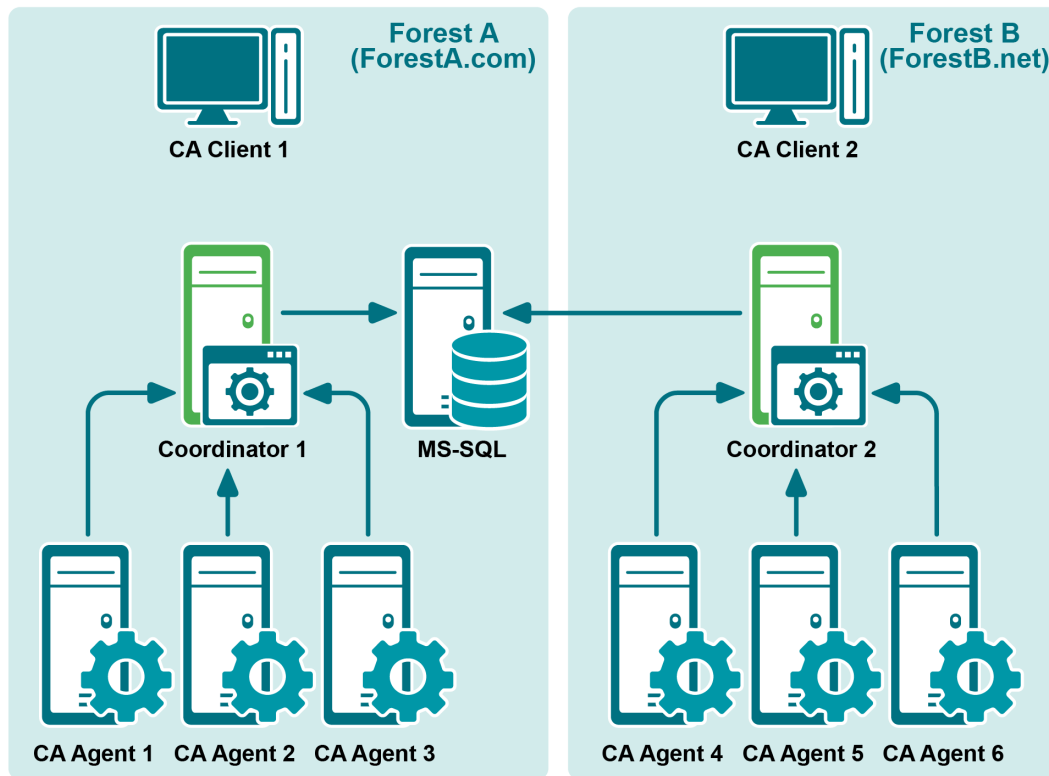 Forest A
(ForestA.com)
Forest B
(ForestB.net)
CA Client 1
CA Client 2
Coordinator 1
MS-SQL
Coordinator 2
CA Agent 1
CA Agent 2
CA Agent 3
CA Agent 4
CA Agent 5
CA Agent 6